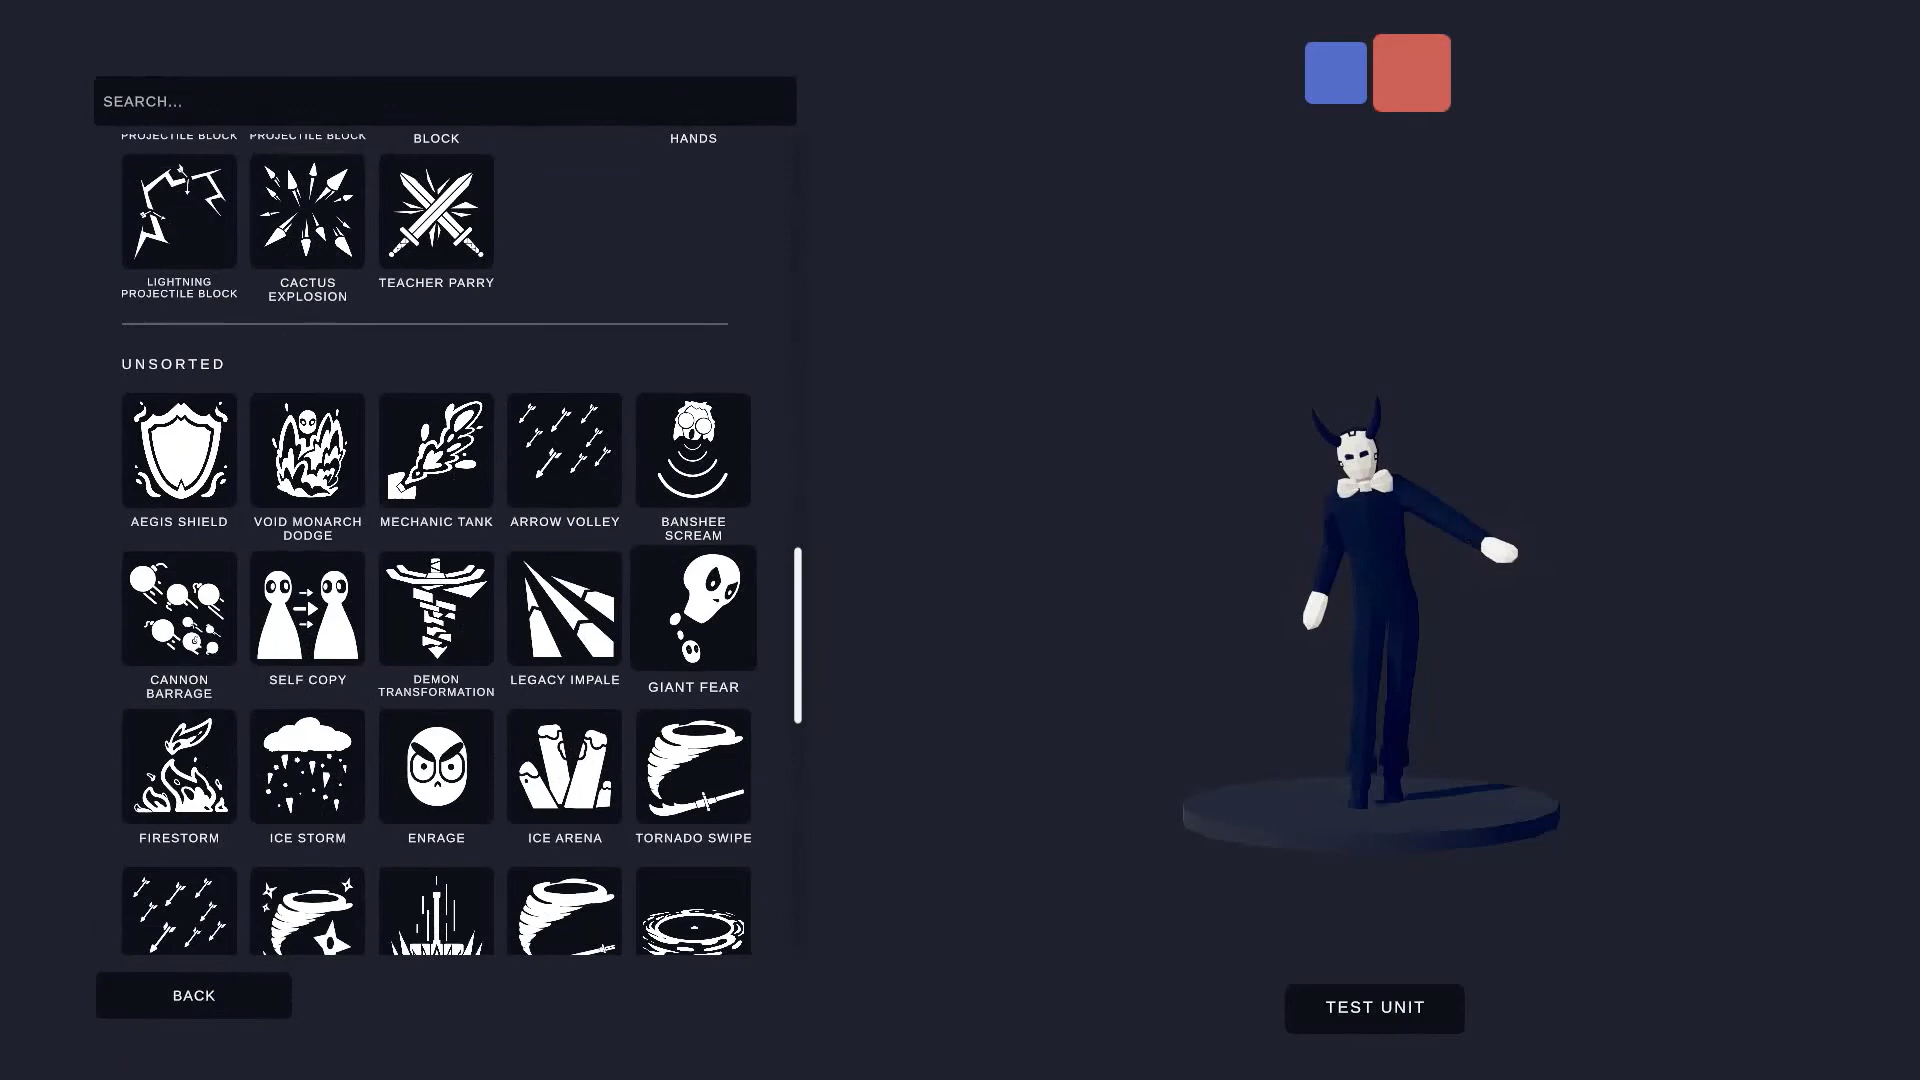 SEARCH...
PROJECTILE BLOCK PROJECTILE BLOCK BLOCK HANDS
LIGHTNING
PROJECTILE BLOCK
CACTUS
EXPLOSION
TEACHER PARRY
UNSORTED
AEGIS SHIELD
VOID MONARCH
DODGE
MECHANIC TANK
ARROW VOLLEY
BANSHEE
SCREAM
CANNON
BARRAGE
SELF COPY
DEMON
TRANSFORMATION
LEGACY IMPALE
GIANT FEAR
FIRESTORM
ICE STORM
ENRAGE
ICE ARENA
TORNADO SWIPE
BACK
TEST UNIT